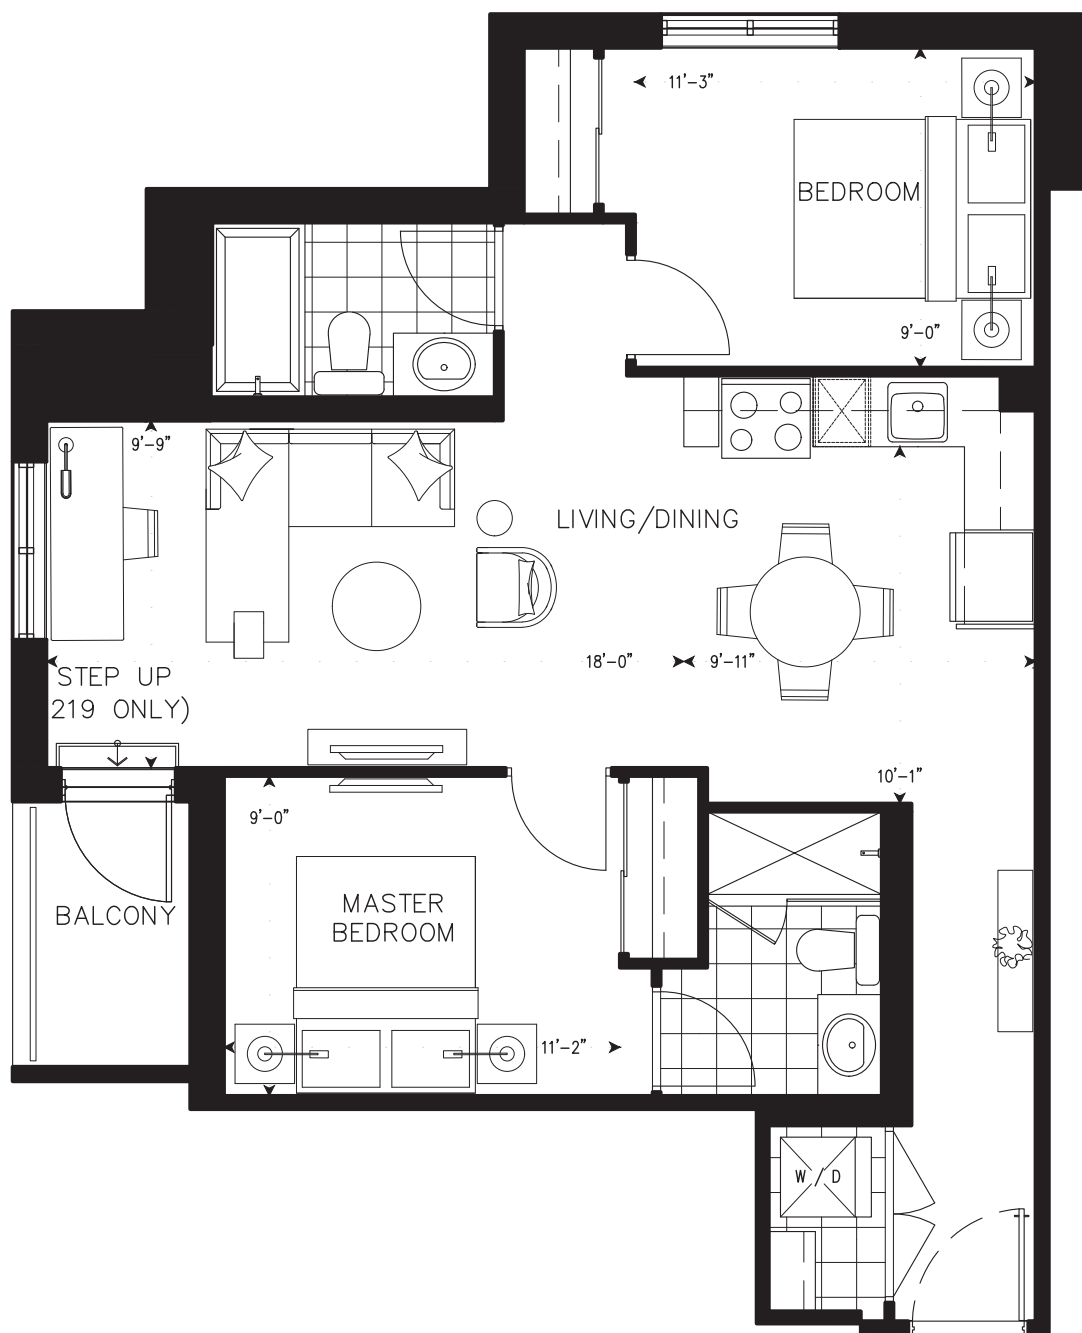 11'-3"
BEDROOM
9'-0"
9'-9"
LIVING/DINING
18'-0"
9'-11"
STEP UP
219 ONLY)
10'-1"
9'-0"
MASTER
BEDROOM
BALCONY
11'-2"
W/D